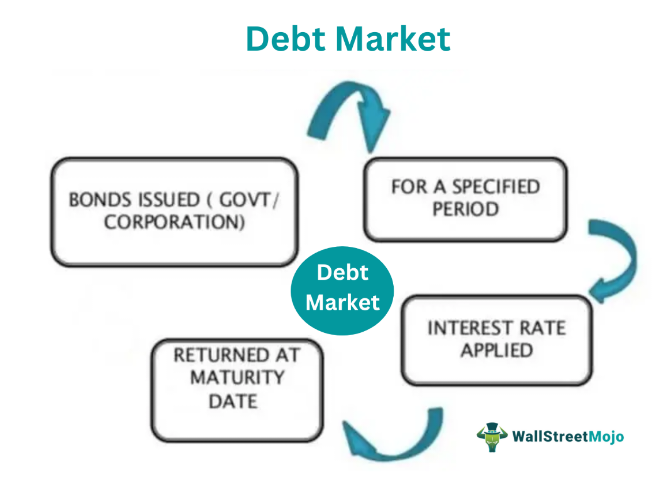 Debt Market
BONDS ISSUED ( GOVT/
CORPORATION)
FOR A SPECIFIED
PERIOD
Debt
Market
INTEREST RATE
APPLIED
RETURNED AT
MATURITY
DATE
WallStreetMojo